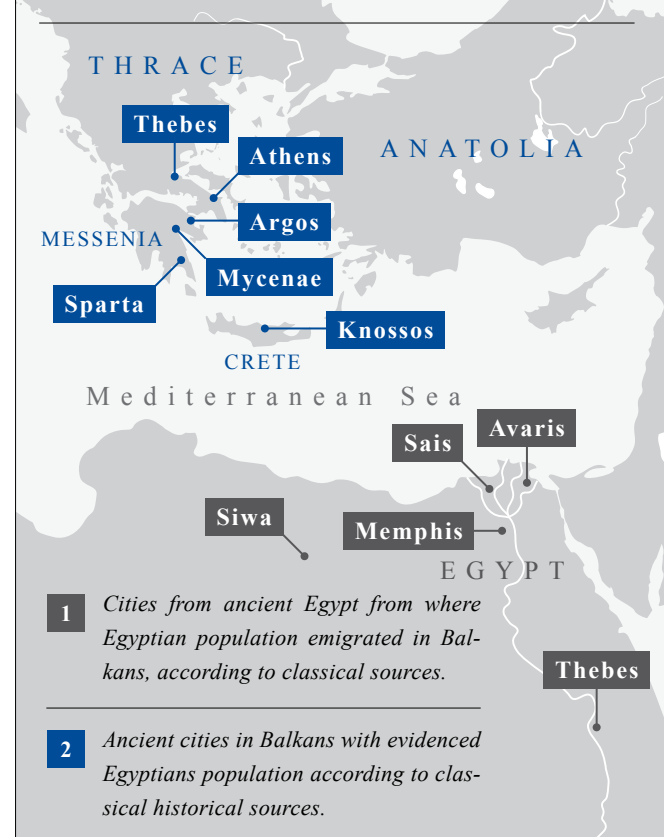 THRACE
Thebes
Athens
ANATOLIA
Argos
MESSENIA
Mycenae
Sparta
Knossos
CRETE
Mediterranean Sea
Avaris
Sais
Siwa
Memphis
EGYPT
1
Cities from ancient Egypt from where
Egyptian population emigrated in Bal-
kans, according to classical sources.
Thebes
2
Ancient cities in Balkans with evidenced
Egyptians population according to clas-
sical historical sources.